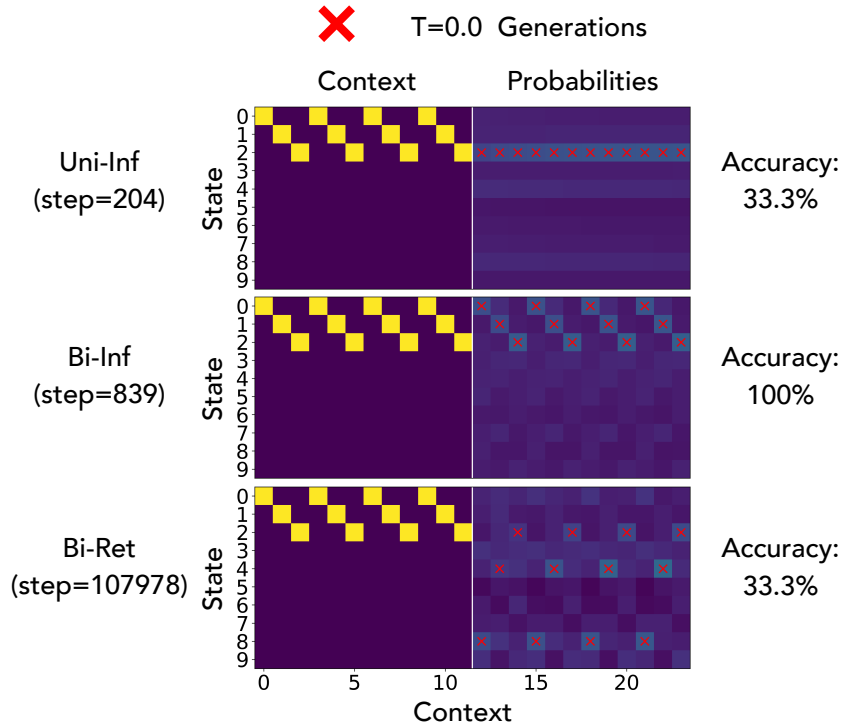 T=0.0 Generations
Context Probabilities
Uni-Inf
(step=204)
State
0
1
2
3
4
5
6
7
8
9
Accuracy:
33.3%
Bi-Inf
(step=839)
State
0
1
2
3
4
5
6
7
8
9
Accuracy:
100%
Bi-Ret
(step=107978)
State
0
1
2
3
4
5
6
7
8
9
Accuracy:
33.3%
0 5 10 15 20
Context